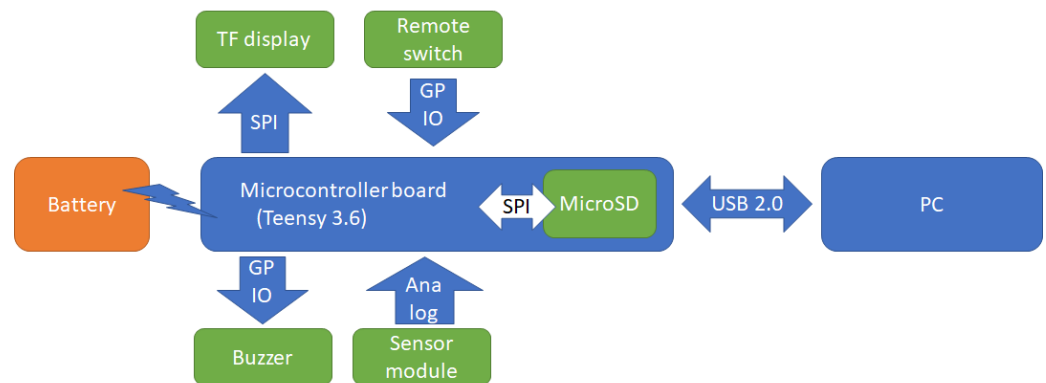 TF display
Remote
switch
SPI
GP
IO
Battery
Microcontroller board
(Teensy 3.6)
SPI
MicroSD
USB 2.0
PC
GP
IO
Ana
log
Buzzer
Sensor
module